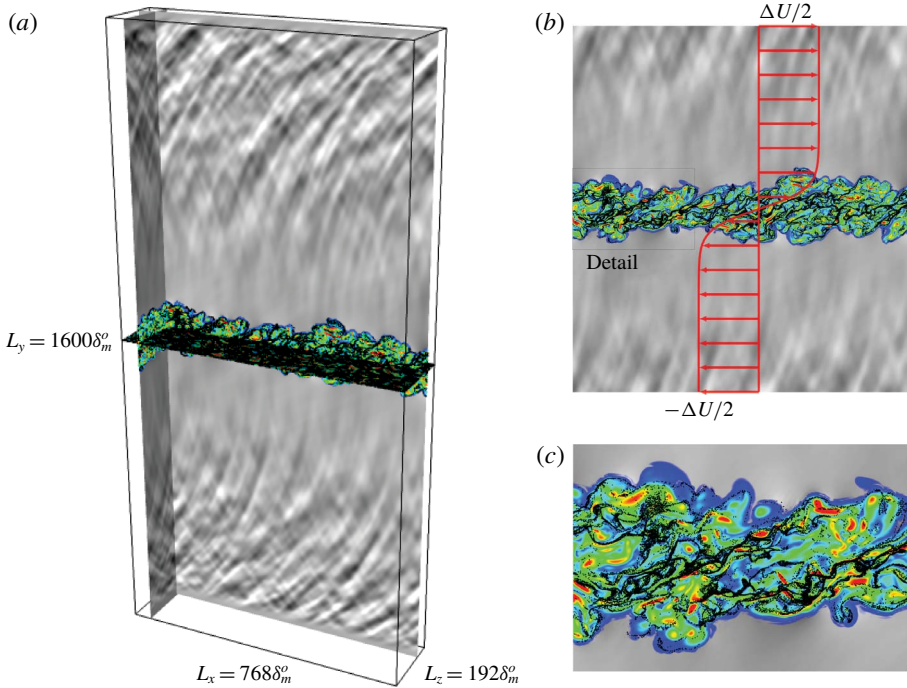 (a)
(b)
ΔU/2
Detail
L_y = 1600δ_m^o
−ΔU/2
(c)
L_x = 768δ_m^o
L_z = 192δ_m^o